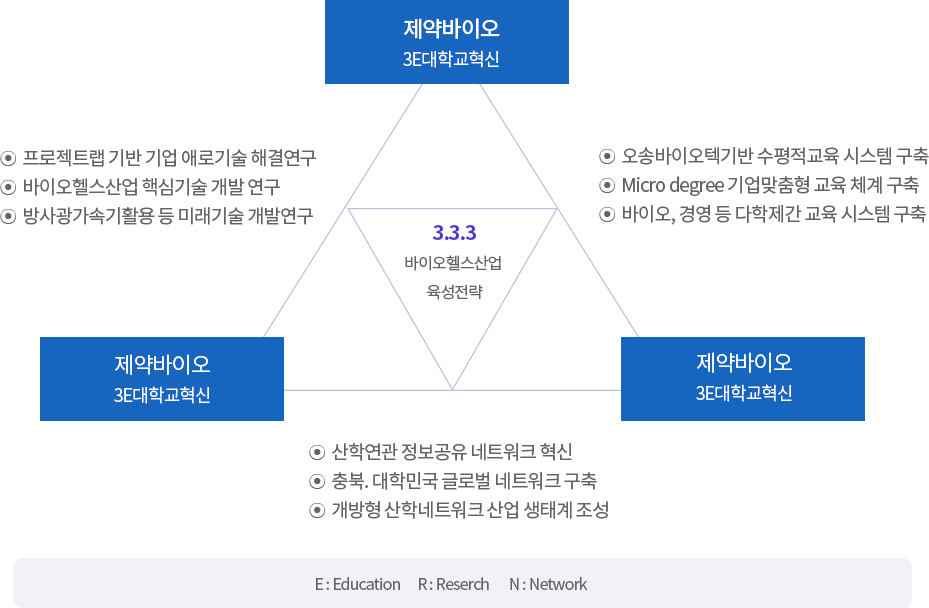 제약바이오
3E대학교혁신
프로젝트랩 기반 기업 애로기술 해결연구
바이오헬스산업 핵심기술 개발 연구
방사광가속기활용 등 미래기술 개발연구
오송바이오텍기반 수평적교육 시스템 구축
Micro degree 기업맞춤형 교육 체계 구축
바이오, 경영 등 다학제간 교육 시스템 구축
3.3.3
바이오헬스산업
육성전략
제약바이오
3E대학교혁신
제약바이오
3E대학교혁신
산학연관 정보공유 네트워크 혁신
충북. 대학민국 글로벌 네트워크 구축
개방형 산학네트워크 산업 생태계 조성
E : Education R : Reserch N : Network